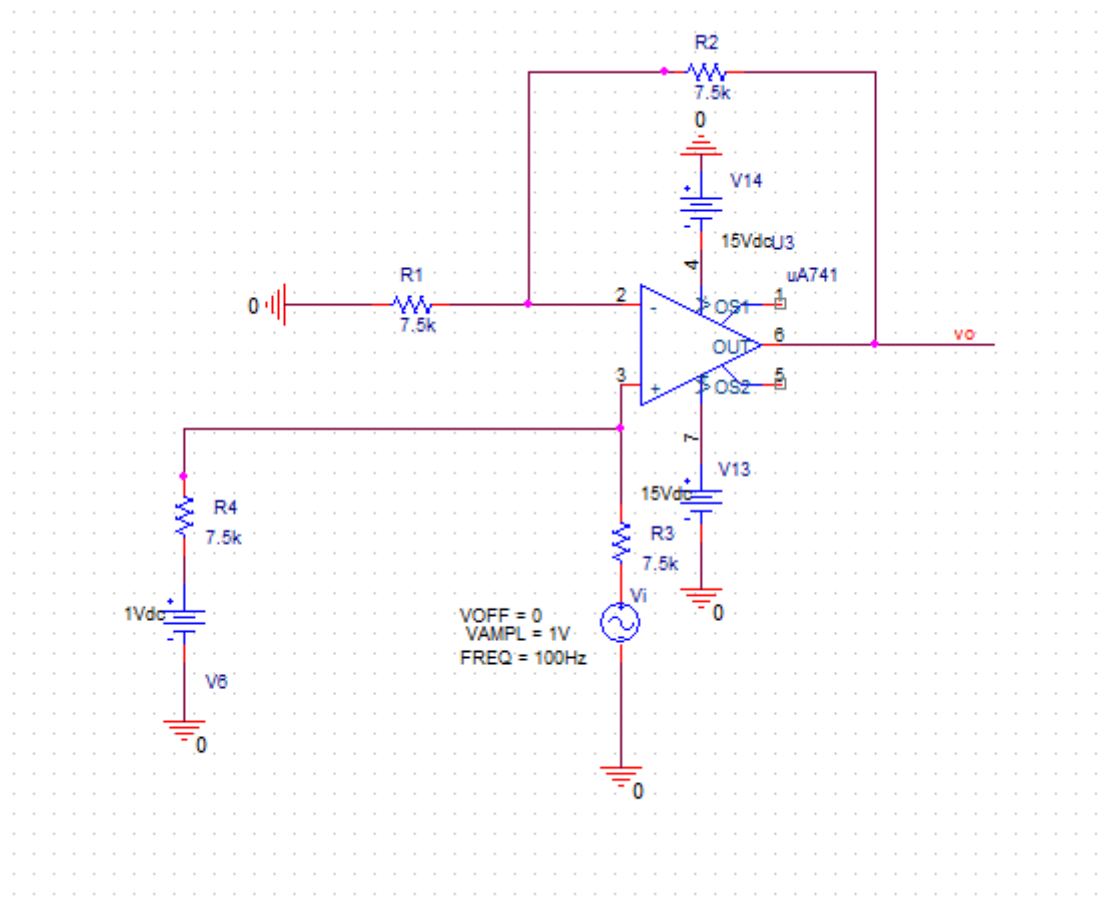 R2
7.5k
0
V14
15Vdc
U3
4
uA741
R1
0
7.5k
2
-
OS1
1
6
OUT
vo
3
+
OS2
5
7
V13
15Vdc
R4
7.5k
R3
7.5k
Vi
1Vdc
VOFF = 0
VAMPL = 1V
FREQ = 100Hz
0
V6
0
0